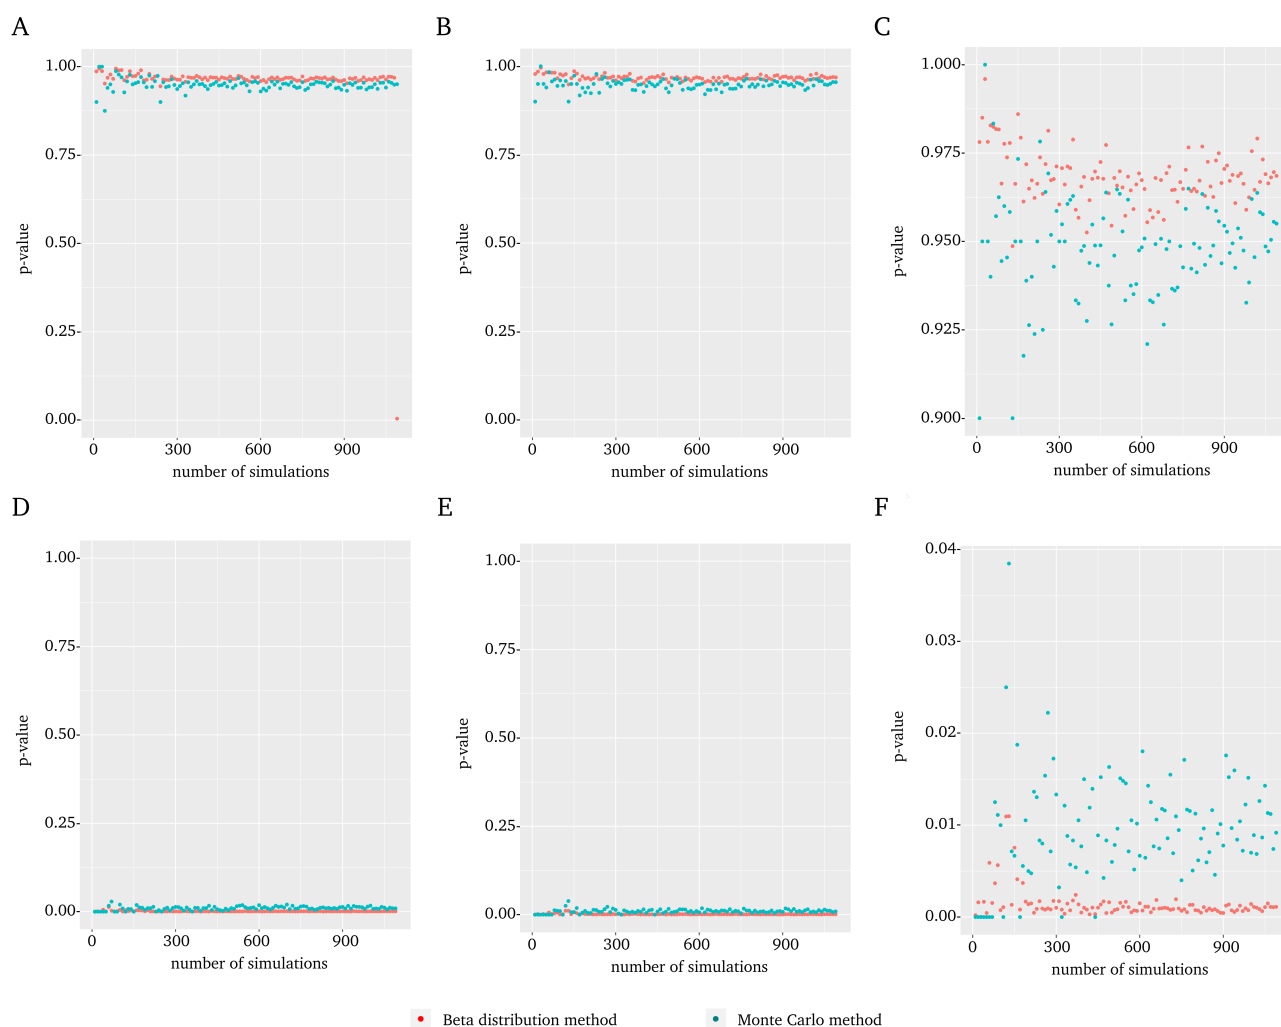 A
B
C
1.00
0.75
0.50
0.25
0.00
p-value
0
300
600
900
number of simulations
1.00
0.75
0.50
0.25
0.00
p-value
0
300
600
900
number of simulations
1.000
0.975
0.950
0.925
0.900
p-value
0
300
600
900
number of simulations
D
E
F
1.00
0.75
0.50
0.25
0.00
p-value
0
300
600
900
number of simulations
1.00
0.75
0.50
0.25
0.00
p-value
0
300
600
900
number of simulations
0.04
0.03
0.02
0.01
0.00
p-value
0
300
600
900
number of simulations
Beta distribution method
Monte Carlo method